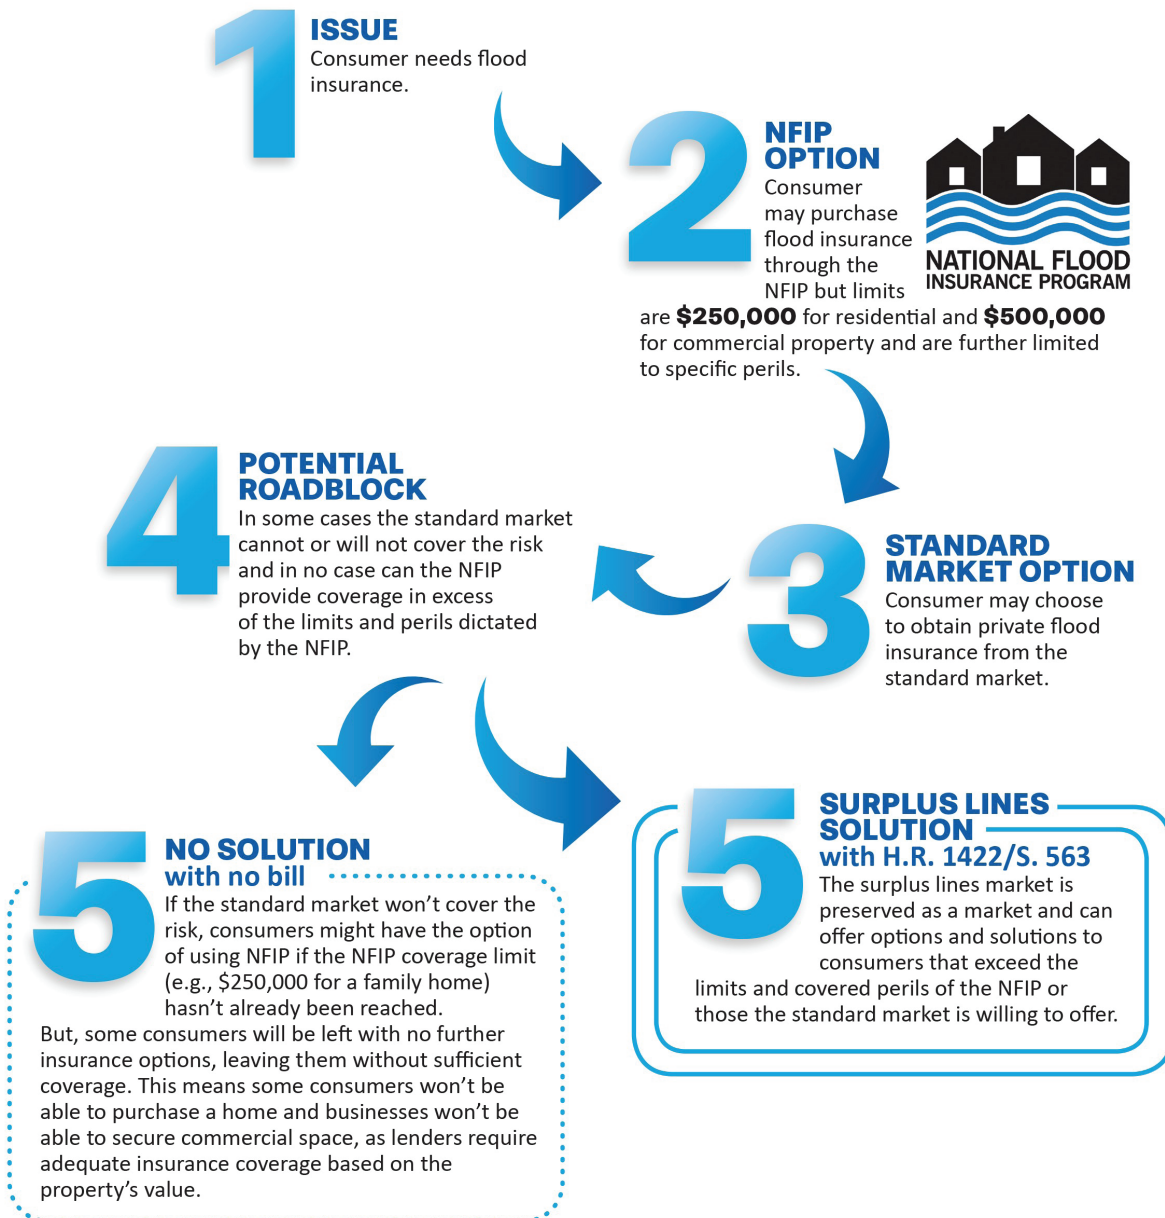 1
ISSUE
Consumer needs flood
insurance.
2
NFIP
OPTION
Consumer
may purchase
flood insurance
through the
NFIP but limits
are $250,000 for residential and $500,000
for commercial property and are further limited
to specific perils.
NATIONAL FLOOD
INSURANCE PROGRAM
3
STANDARD
MARKET OPTION
Consumer may choose
to obtain private flood
insurance from the
standard market.
4
POTENTIAL
ROADBLOCK
In some cases the standard market
cannot or will not cover the risk
and in no case can the NFIP
provide coverage in excess
of the limits and perils dictated
by the NFIP.
5
NO SOLUTION
with no bill
If the standard market won’t cover the
risk, consumers might have the option
of using NFIP if the NFIP coverage limit
(e.g., $250,000 for a family home)
hasn’t already been reached.
But, some consumers will be left with no further
insurance options, leaving them without sufficient
coverage. This means some consumers won’t be
able to purchase a home and businesses won’t be
able to secure commercial space, as lenders require
adequate insurance coverage based on the
property’s value.
5
SURPLUS LINES
SOLUTION
with H.R. 1422/S. 563
The surplus lines market is
preserved as a market and can
offer options and solutions to
consumers that exceed the
limits and covered perils of the NFIP or
those the standard market is willing to offer.